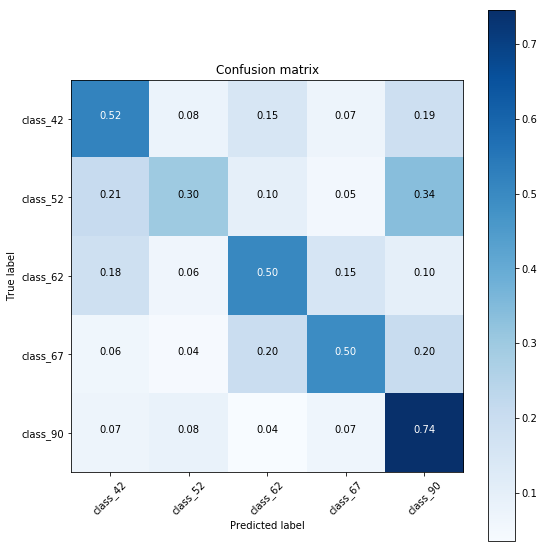 Confusion matrix
0.7
class_42 0.52 0.08 0.15 0.07 0.19
0.6
class_52 0.21 0.30 0.10 0.05 0.34
0.5
0.4
class_62 0.18 0.06 0.50 0.15 0.10
True label
0.3
class_67 0.06 0.04 0.20 0.50 0.20
0.2
class_90 0.07 0.08 0.04 0.07 0.74
0.1
class_42 class_52 class_62 class_67 class_90
Predicted label